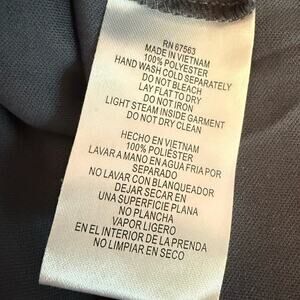 RN 67563
MADE IN VIETNAM
100% POLYESTER
HAND WASH COLD SEPARATELY
DO NOT BLEACH
LAY FLAT TO DRY
DO NOT IRON
LIGHT STEAM INSIDE GARMENT
DO NOT DRY CLEAN
HECHO EN VIETNAM
100% POLIÉSTER
LAVAR A MANO EN AGUA FRIA POR
SEPARADO
NO LAVAR CON BLANQUEADOR
DEJAR SECAR EN
UNA SUPERFICIE PLANA
NO PLANCHA
VAPOR LIGERO
EN EL INTERIOR DE LA PRENDA
NO LIMPIAR EN SECO